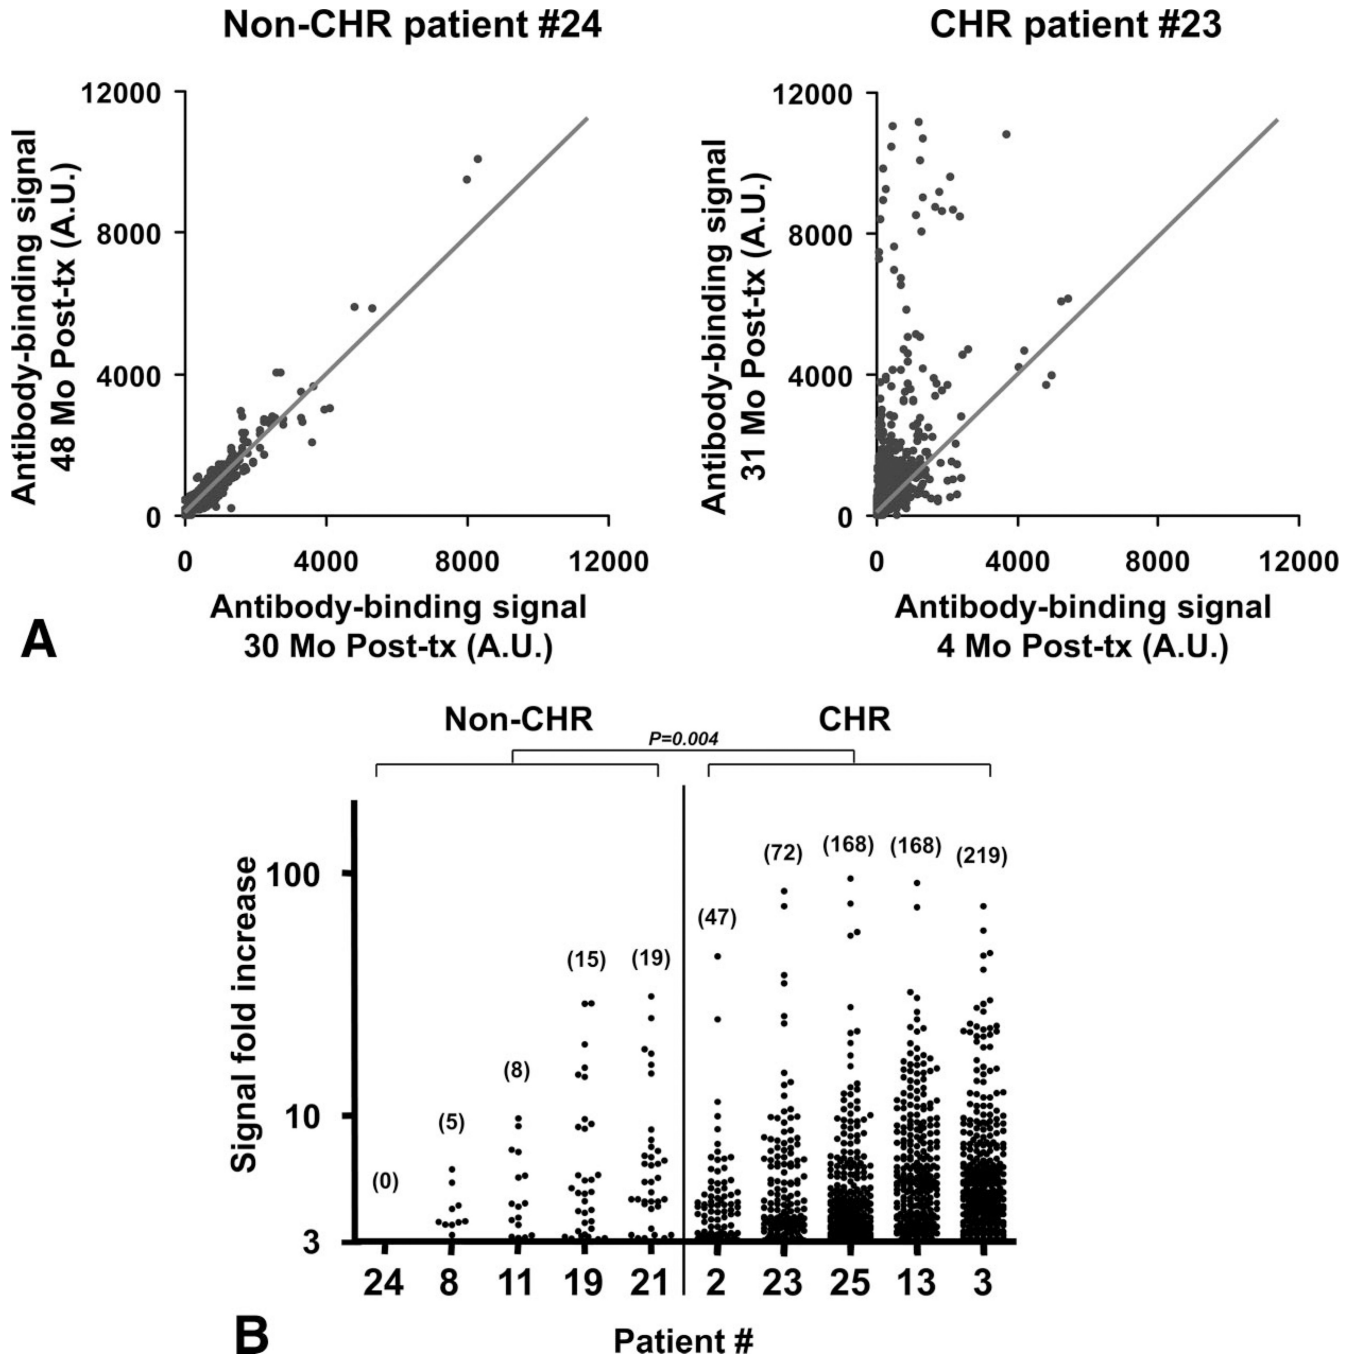 Non-CHR patient #24
CHR patient #23
Antibody-binding signal
48 Mo Post-tx (A.U.)
12000
8000
4000
0
0 4000 8000 12000
Antibody-binding signal
30 Mo Post-tx (A.U.)
Antibody-binding signal
31 Mo Post-tx (A.U.)
12000
8000
4000
0
0 4000 8000 12000
Antibody-binding signal
4 Mo Post-tx (A.U.)
A
Non-CHR
CHR
P=0.004
Signal fold increase
100
10
3
(0)
(5)
(8)
(15)
(19)
(47)
(72)
(168)
(168)
(219)
24 8 11 19 21 2 23 25 13 3
Patient #
B